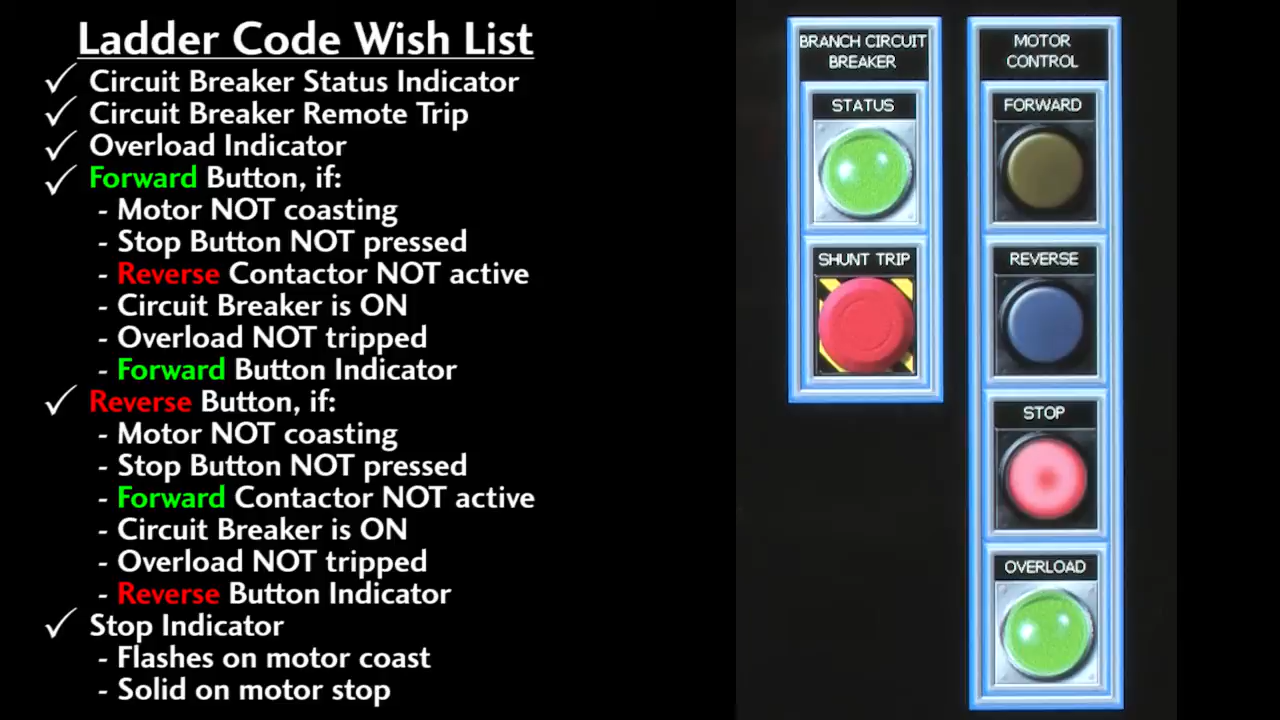 Ladder Code Wish List
✓ Circuit Breaker Status Indicator
✓ Circuit Breaker Remote Trip
✓ Overload Indicator
✓ Forward Button, if:
- Motor NOT coasting
- Stop Button NOT pressed
- Reverse Contactor NOT active
- Circuit Breaker is ON
- Overload NOT tripped
- Forward Button Indicator
✓ Reverse Button, if:
- Motor NOT coasting
- Stop Button NOT pressed
- Forward Contactor NOT active
- Circuit Breaker is ON
- Overload NOT tripped
- Reverse Button Indicator
✓ Stop Indicator
- Flashes on motor coast
- Solid on motor stop
BRANCH CIRCUIT
BREAKER
STATUS
SHUNT TRIP
MOTOR
CONTROL
FORWARD
REVERSE
STOP
OVERLOAD